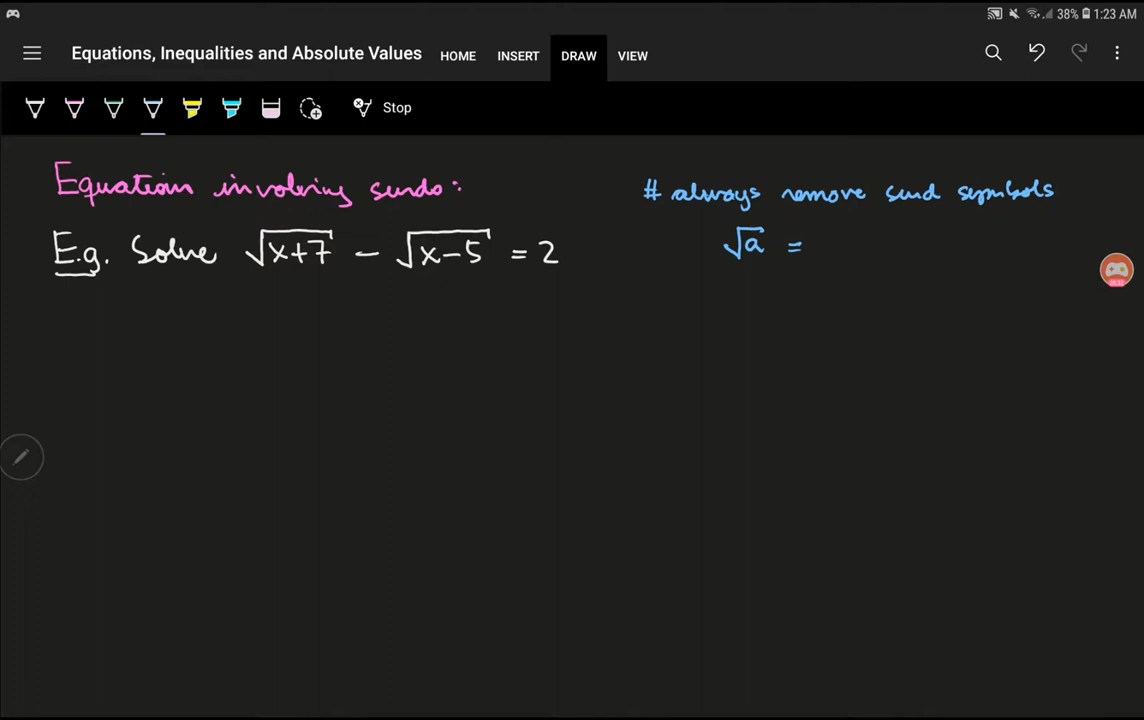 38% 1:23 AM
Equations, Inequalities and Absolute Values HOME INSERT DRAW VIEW
Stop
Equations involving surds:
# always remove surd symbols
E.g. Solve √(x+7) − √(x−5) = 2
√a =